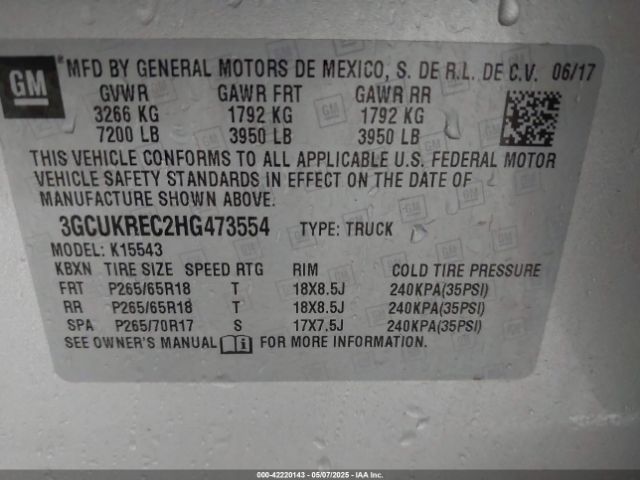 GM
MFD BY GENERAL MOTORS DE MEXICO, S. DE R.L. DE C.V. 06/17
GVWR GAWR FRT GAWR RR
3266 KG 1792 KG 1792 KG
7200 LB 3950 LB 3950 LB
THIS VEHICLE CONFORMS TO ALL APPLICABLE U.S. FEDERAL MOTOR
VEHICLE SAFETY STANDARDS IN EFFECT ON THE DATE OF
MANUFACTURE SHOWN ABOVE.
3GCUKREC2HG473554 TYPE: TRUCK
MODEL: K15543
KBXN TIRE SIZE SPEED RTG RIM COLD TIRE PRESSURE
FRT P265/65R18 T 18X8.5J 240KPA(35PSI)
RR P265/65R18 T 18X8.5J 240KPA(35PSI)
SPA P265/70R17 S 17X7.5J 240KPA(35PSI)
SEE OWNER'S MANUAL FOR MORE INFORMATION.
000-42220143 - 05/07/2025 - IAA Inc.